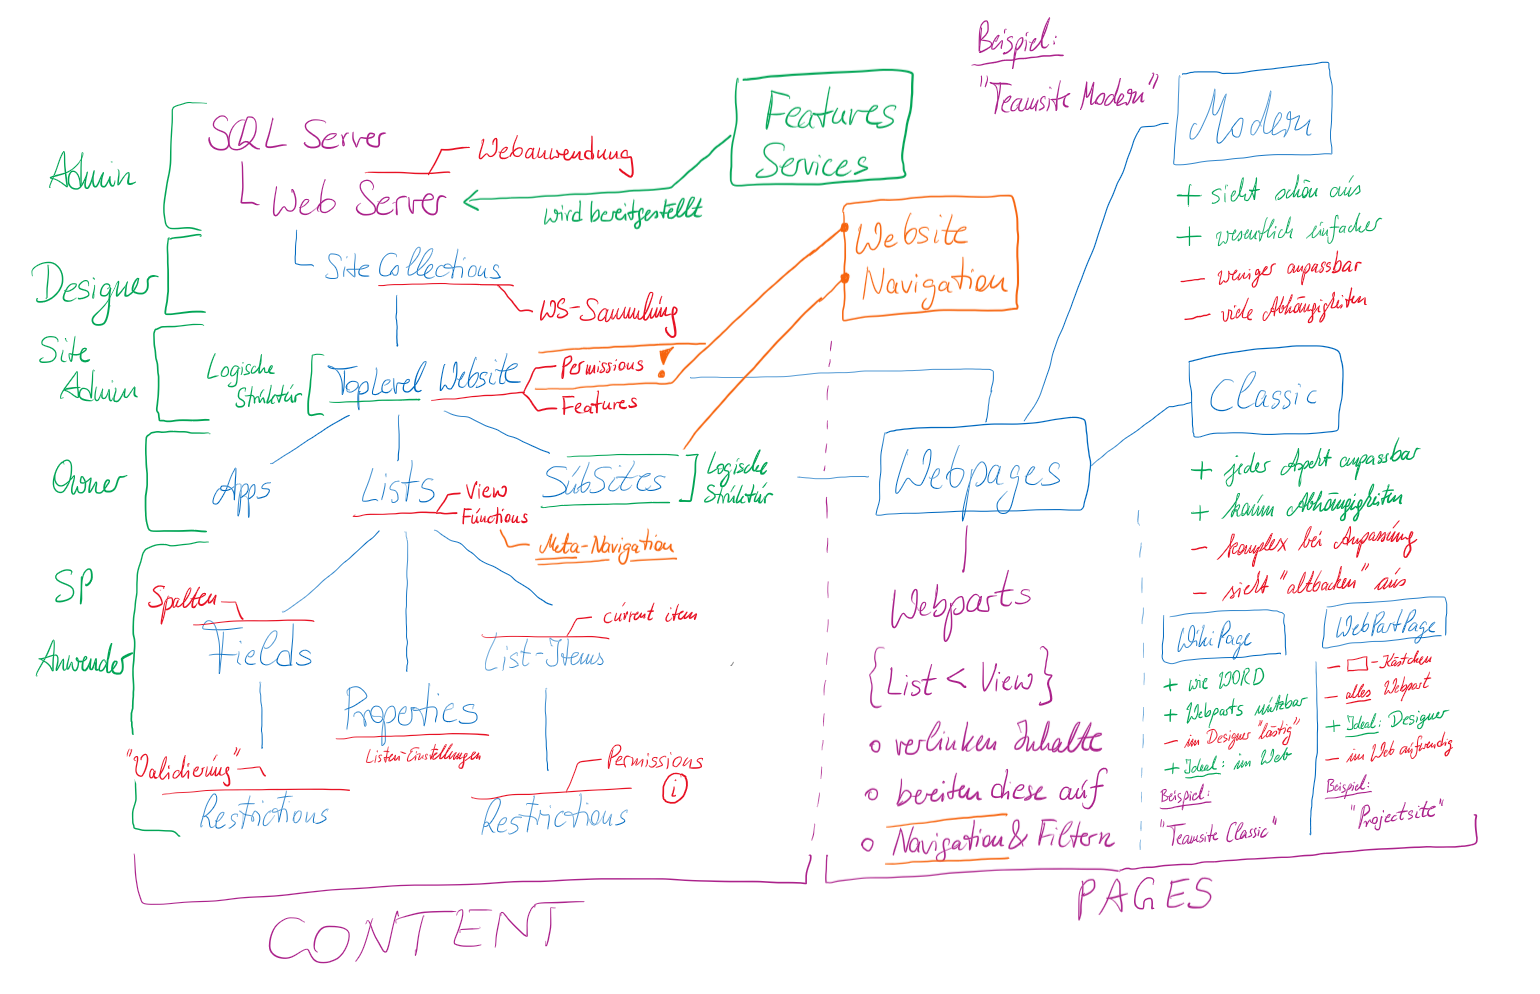 Beispiel:
"Teamsite Modern"
Modern
+ sieht schön aus
+ wesentlich einfacher
- weniger anpassbar
- viele Abhängigkeiten
Features
Services
Admin
SQL Server
Webanwendung
Web Server
wird bereitgestellt
Website
Navigation
Designer
Site Collections
WS-Sammlung
Site
Admin
Logische
Struktur
TopLevel Website
Permissions
!
Features
Classic
+ jeder Aspekt anpassbar
+ kaum Abhängigkeiten
- komplex bei Anpassung
- sieht "altbacken" aus
Owner
Apps
Lists
View
Functions
Meta-Navigation
SubSites
Logische
Struktur
Webpages
SP
Anwender
Spalten
Fields
current item
List-Items
Properties
Listen-Einstellungen
"Validierung"
Restrictions
Permissions
i
Restrictions
Webparts
{List < View}
o verlinken Inhalte
o bereiten diese auf
o Navigation & Filtern
WikiPage
+ wie WORD
+ Webparts nutzbar
- im Designer "lästig"
+ Ideal: im Web
Beispiel:
"Teamsite Classic"
WebPartPage
- -Kästchen
- alles Webpart
+ Ideal: Designer
- im Web aufwendig
Beispiel:
"Projectsite"
CONTENT
PAGES